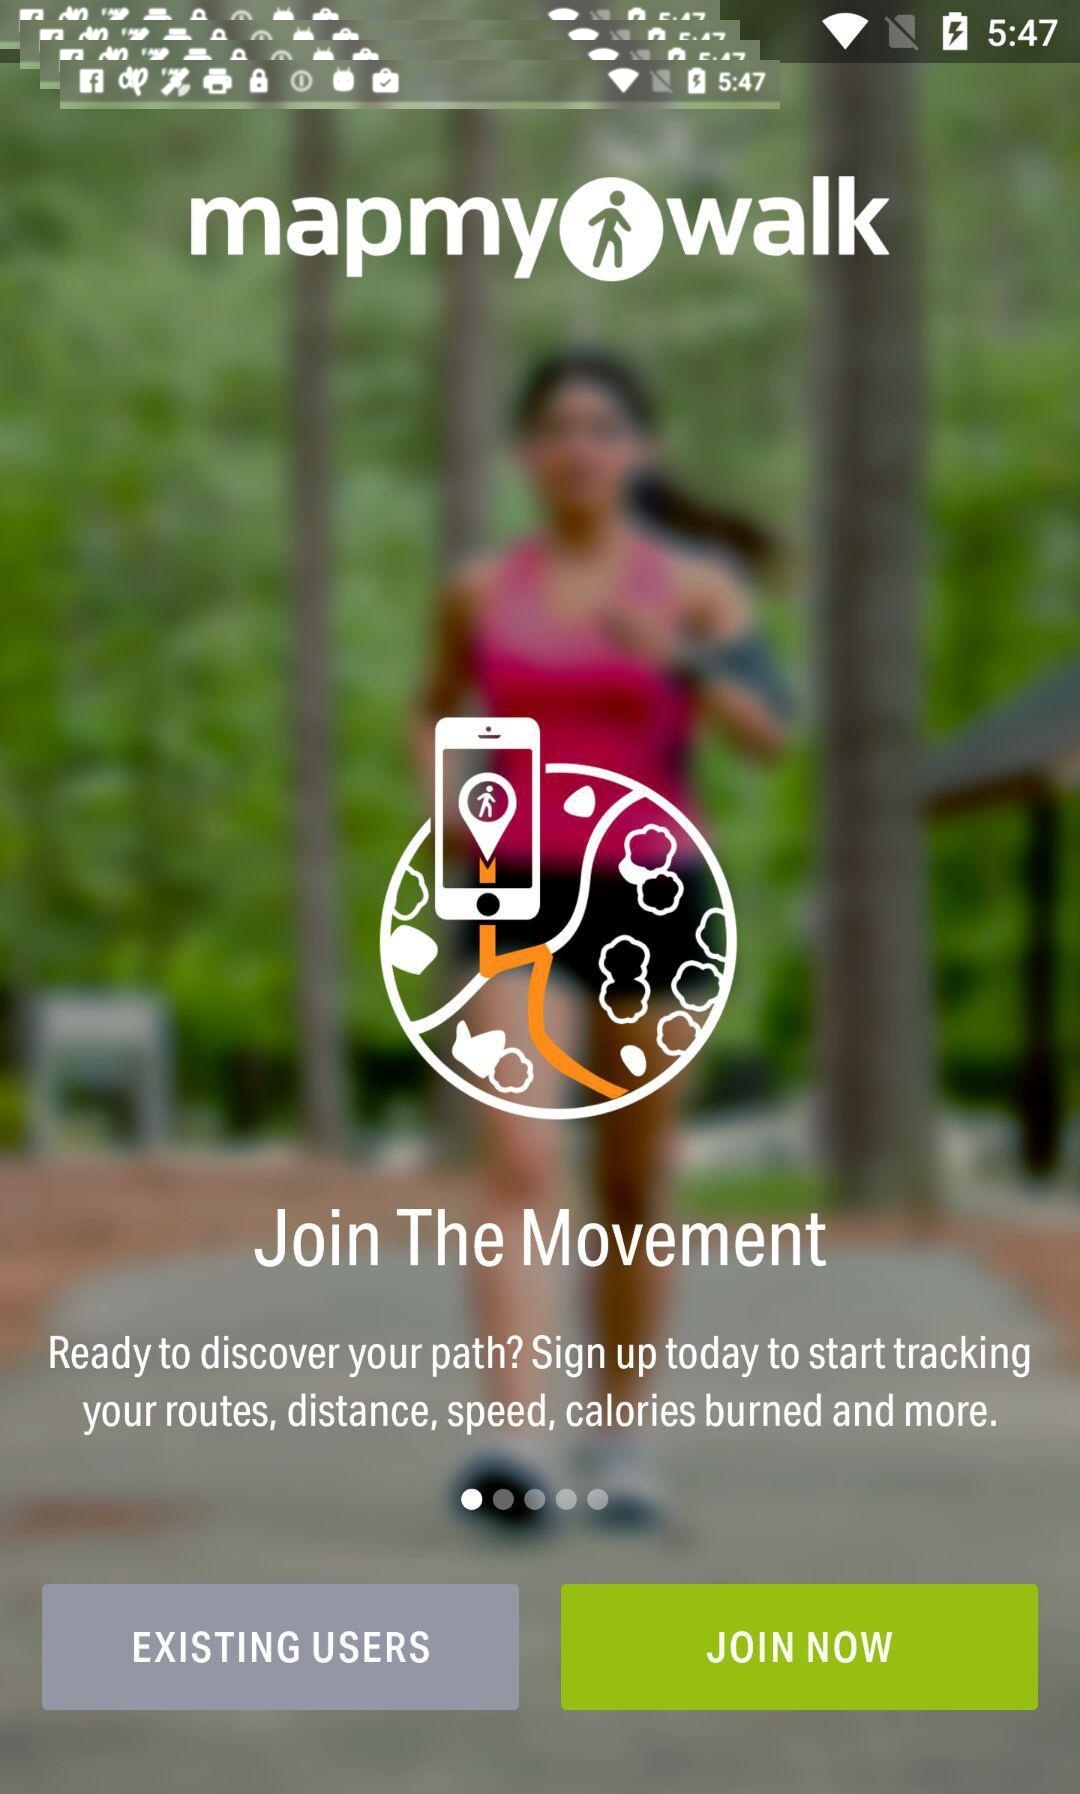 5:47
5:47
mapmywalk
Join The Movement
Ready to discover your path? Sign up today to start tracking
your routes, distance, speed, calories burned and more.
EXISTING USERS
JOIN NOW